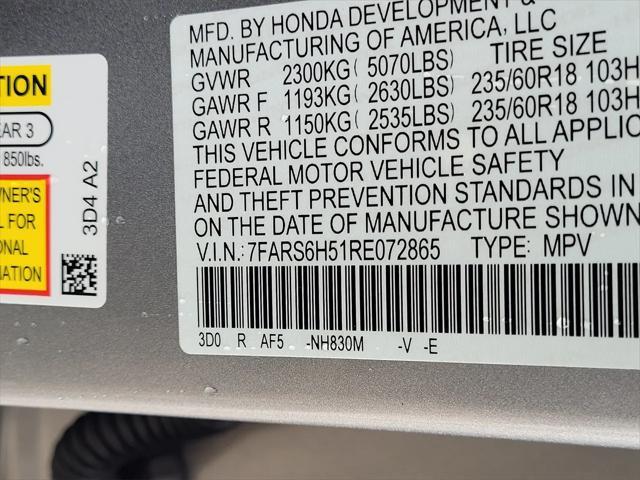 TION
EAR 3
850lbs.
WNER'S
L FOR
ONAL
NATION
3D4 A2
MFD. BY HONDA DEVELOPMENT &
MANUFACTURING OF AMERICA, LLC
TIRE SIZE
GVWR 2300KG( 5070LBS)
GAWR F 1193KG( 2630LBS) 235/60R18 103H
GAWR R 1150KG( 2535LBS) 235/60R18 103H
THIS VEHICLE CONFORMS TO ALL APPLIC
FEDERAL MOTOR VEHICLE SAFETY
AND THEFT PREVENTION STANDARDS IN
ON THE DATE OF MANUFACTURE SHOWN
V.I.N.: 7FARS6H51RE072865 TYPE: MPV
3D0 R AF5 -NH830M -V -E